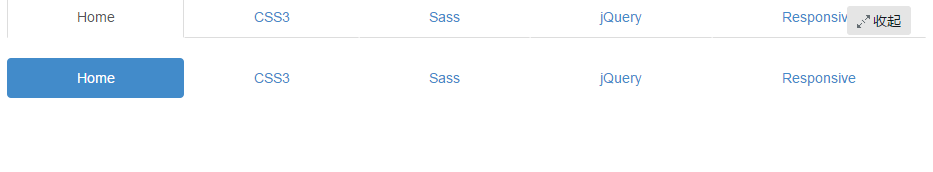 Home CSS3 Sass jQuery Responsiv 收起
Home CSS3 Sass jQuery Responsive